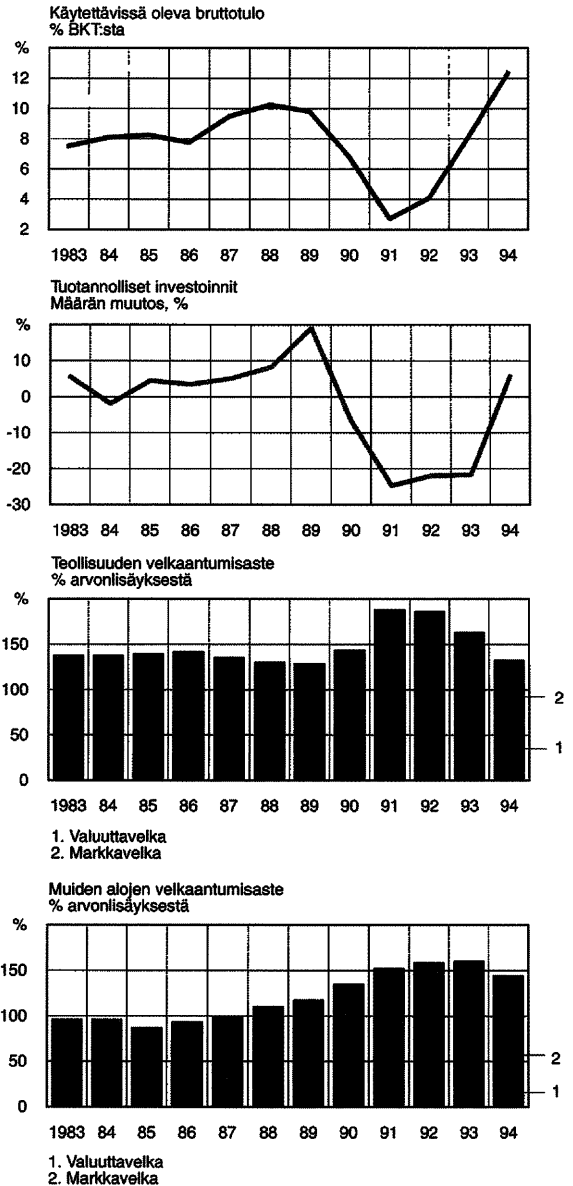 Käytettävissä oleva bruttotulo
% BKT:sta
%
12
10
8
6
4
2
1983 84 85 86 87 88 89 90 91 92 93 94
Tuotannolliset investoinnit
Määrän muutos, %
%
10
0
-10
-20
-30
1983 84 85 86 87 88 89 90 91 92 93 94
Teollisuuden velkaantumisaste
% arvonlisäyksestä
%
150
100
2
50
1
0
1983 84 85 86 87 88 89 90 91 92 93 94
1. Valuuttavelka
2. Markkavelka
Muiden alojen velkaantumisaste
% arvonlisäyksestä
%
150
100
2
50
1
0
1983 84 85 86 87 88 89 90 91 92 93 94
1. Valuuttavelka
2. Markkavelka